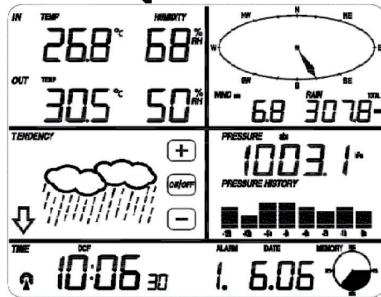 IN TEMP HUMIDITY
26.8 °C 68 % RH
OUT TEMP
30.5 °C 50 % RH
N
NW NE
W E
SW SE
S
WIND RAIN TOTAL
6.8 307.8
TENDENCY
+
ON/OFF
−
PRESSURE abs
1003.1
PRESSURE HISTORY
TIME DCF
10:06 30
ALARM DATE MEMORY
1. 6.06